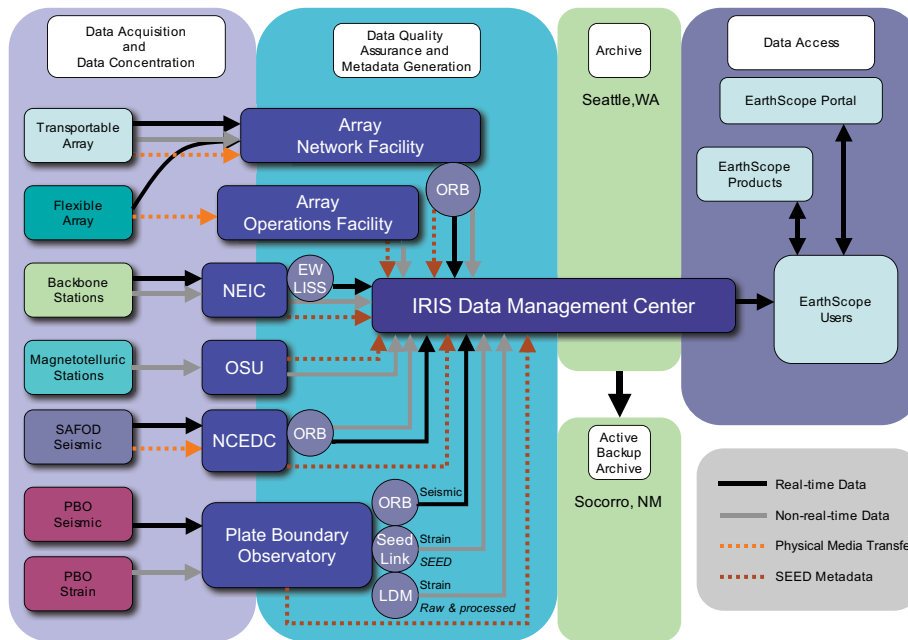 Data Acquisition
and
Data Concentration
Data Quality
Assurance and
Metadata Generation
Archive
Data Access
Seattle,WA
EarthScope Portal
EarthScope
Products
EarthScope
Users
Transportable
Array
Array
Network Facility
ORB
Flexible
Array
Array
Operations Facility
Backbone
Stations
NEIC
EW
LISS
IRIS Data Management Center
Magnetotelluric
Stations
OSU
SAFOD
Seismic
NCEDC
ORB
Active
Backup
Archive
Socorro, NM
PBO
Seismic
PBO
Strain
Plate Boundary
Observatory
ORB
Seismic
Seed
Link
Strain
SEED
LDM
Strain
Raw & processed
Real-time Data
Non-real-time Data
Physical Media Transfer
SEED Metadata